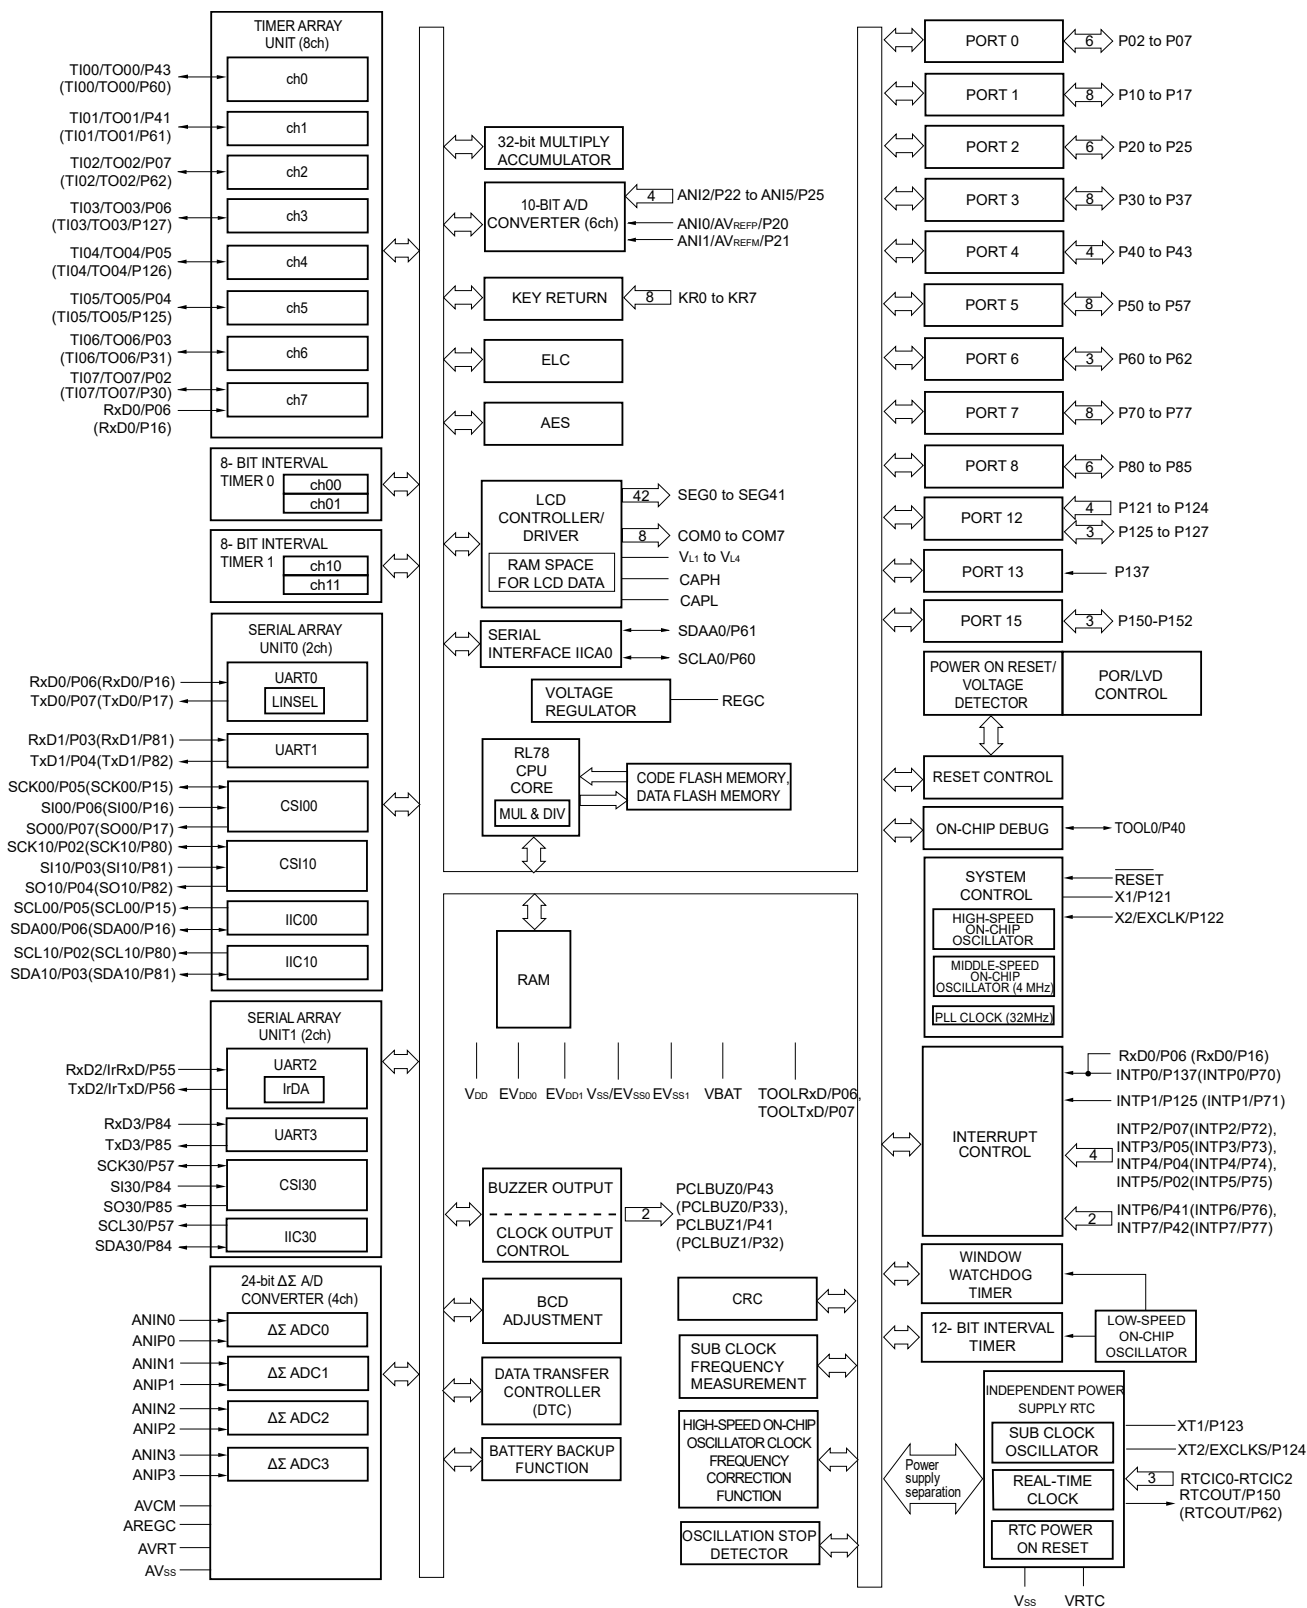 TIMER ARRAY
UNIT (8ch)
TI00/TO00/P43
(TI00/TO00/P60)
ch0
TI01/TO01/P41
(TI01/TO01/P61)
ch1
TI02/TO02/P07
(TI02/TO02/P62)
ch2
TI03/TO03/P06
(TI03/TO03/P127)
ch3
TI04/TO04/P05
(TI04/TO04/P126)
ch4
TI05/TO05/P04
(TI05/TO05/P125)
ch5
TI06/TO06/P03
(TI06/TO06/P31)
ch6
TI07/TO07/P02
(TI07/TO07/P30)
RxD0/P06
(RxD0/P16)
ch7
8- BIT INTERVAL
TIMER 0
ch00
ch01
8- BIT INTERVAL
TIMER 1
ch10
ch11
SERIAL ARRAY
UNIT0 (2ch)
RxD0/P06(RxD0/P16)
TxD0/P07(TxD0/P17)
UART0
LINSEL
RxD1/P03(RxD1/P81)
TxD1/P04(TxD1/P82)
UART1
SCK00/P05(SCK00/P15)
SI00/P06(SI00/P16)
SO00/P07(SO00/P17)
CSI00
SCK10/P02(SCK10/P80)
SI10/P03(SI10/P81)
SO10/P04(SO10/P82)
CSI10
SCL00/P05(SCL00/P15)
SDA00/P06(SDA00/P16)
IIC00
SCL10/P02(SCL10/P80)
SDA10/P03(SDA10/P81)
IIC10
SERIAL ARRAY
UNIT1 (2ch)
RxD2/IrRxD/P55
TxD2/IrTxD/P56
UART2
IrDA
RxD3/P84
TxD3/P85
UART3
SCK30/P57
SI30/P84
SO30/P85
CSI30
SCL30/P57
SDA30/P84
IIC30
24-bit ΔΣ A/D
CONVERTER (4ch)
ANIN0
ANIP0
ΔΣ ADC0
ANIN1
ANIP1
ΔΣ ADC1
ANIN2
ANIP2
ΔΣ ADC2
ANIN3
ANIP3
ΔΣ ADC3
AVCM
AREGC
AVRT
AVSS
32-bit MULTIPLY
ACCUMULATOR
10-BIT A/D
CONVERTER (6ch)
4
ANI2/P22 to ANI5/P25
ANI0/AVREFP/P20
ANI1/AVREFM/P21
KEY RETURN
8
KR0 to KR7
ELC
AES
LCD
CONTROLLER/
DRIVER
RAM SPACE
FOR LCD DATA
42
SEG0 to SEG41
8
COM0 to COM7
VL1 to VL4
CAPH
CAPL
SERIAL
INTERFACE IICA0
SDAA0/P61
SCLA0/P60
VOLTAGE
REGULATOR
REGC
RL78
CPU
CORE
MUL & DIV
CODE FLASH MEMORY,
DATA FLASH MEMORY
RAM
VDD
EVDD0
EVDD1
VSS/EVSS0
EVSS1
VBAT
TOOLRxD/P06,
TOOLTxD/P07
BUZZER OUTPUT
CLOCK OUTPUT
CONTROL
2
PCLBUZ0/P43
(PCLBUZ0/P33),
PCLBUZ1/P41
(PCLBUZ1/P32)
BCD
ADJUSTMENT
DATA TRANSFER
CONTROLLER
(DTC)
BATTERY BACKUP
FUNCTION
CRC
SUB CLOCK
FREQUENCY
MEASUREMENT
HIGH-SPEED ON-CHIP
OSCILLATOR CLOCK
FREQUENCY
CORRECTION
FUNCTION
OSCILLATION STOP
DETECTOR
PORT 0
6
P02 to P07
PORT 1
8
P10 to P17
PORT 2
6
P20 to P25
PORT 3
8
P30 to P37
PORT 4
4
P40 to P43
PORT 5
8
P50 to P57
PORT 6
3
P60 to P62
PORT 7
8
P70 to P77
PORT 8
6
P80 to P85
PORT 12
4
P121 to P124
3
P125 to P127
PORT 13
P137
PORT 15
3
P150-P152
POWER ON RESET/
VOLTAGE
DETECTOR
POR/LVD
CONTROL
RESET CONTROL
ON-CHIP DEBUG
TOOL0/P40
SYSTEM
CONTROL
HIGH-SPEED
ON-CHIP
OSCILLATOR
MIDDLE-SPEED
ON-CHIP
OSCILLATOR (4 MHz)
PLL CLOCK (32MHz)
RESET
X1/P121
X2/EXCLK/P122
INTERRUPT
CONTROL
RxD0/P06 (RxD0/P16)
INTP0/P137(INTP0/P70)
INTP1/P125 (INTP1/P71)
4
INTP2/P07(INTP2/P72),
INTP3/P05(INTP3/P73),
INTP4/P04(INTP4/P74),
INTP5/P02(INTP5/P75)
2
INTP6/P41(INTP6/P76),
INTP7/P42(INTP7/P77)
WINDOW
WATCHDOG
TIMER
12- BIT INTERVAL
TIMER
LOW-SPEED
ON-CHIP
OSCILLATOR
Power
supply
separation
INDEPENDENT POWER
SUPPLY RTC
SUB CLOCK
OSCILLATOR
REAL-TIME
CLOCK
RTC POWER
ON RESET
XT1/P123
XT2/EXCLKS/P124
3
RTCIC0-RTCIC2
RTCOUT/P150
(RTCOUT/P62)
VSS
VRTC